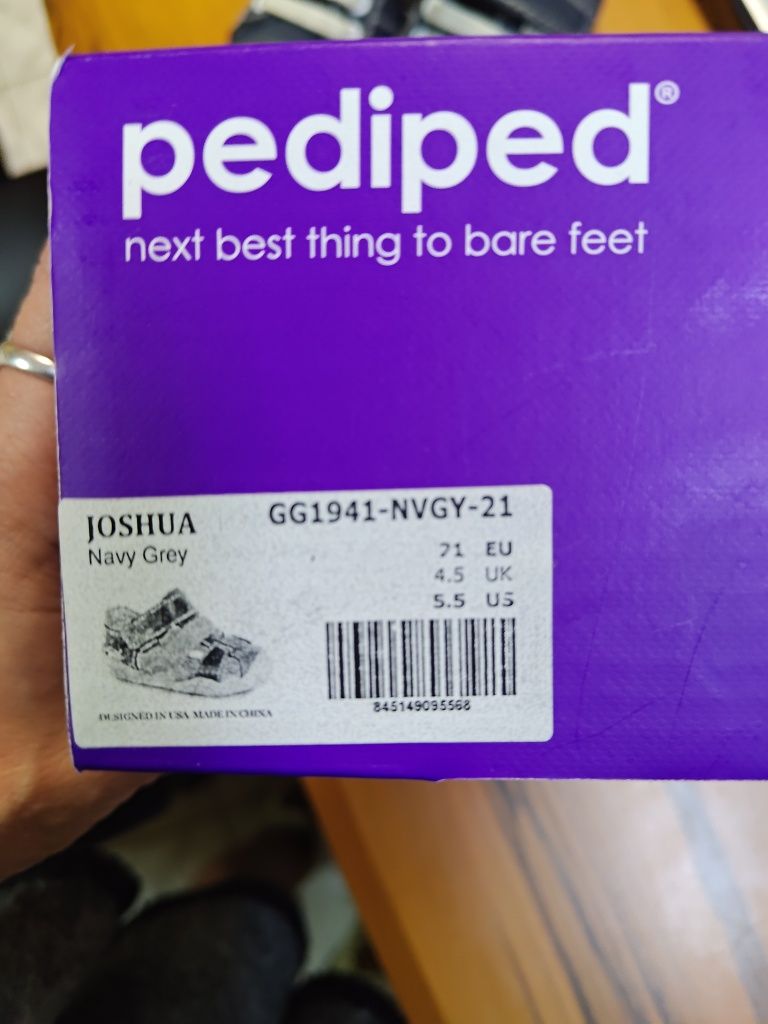 pediped®
next best thing to bare feet
JOSHUA GG1941-NVGY-21
Navy Grey
21 EU
4.5 UK
5.5 US
845149095568
DESIGNED IN USA MADE IN CHINA